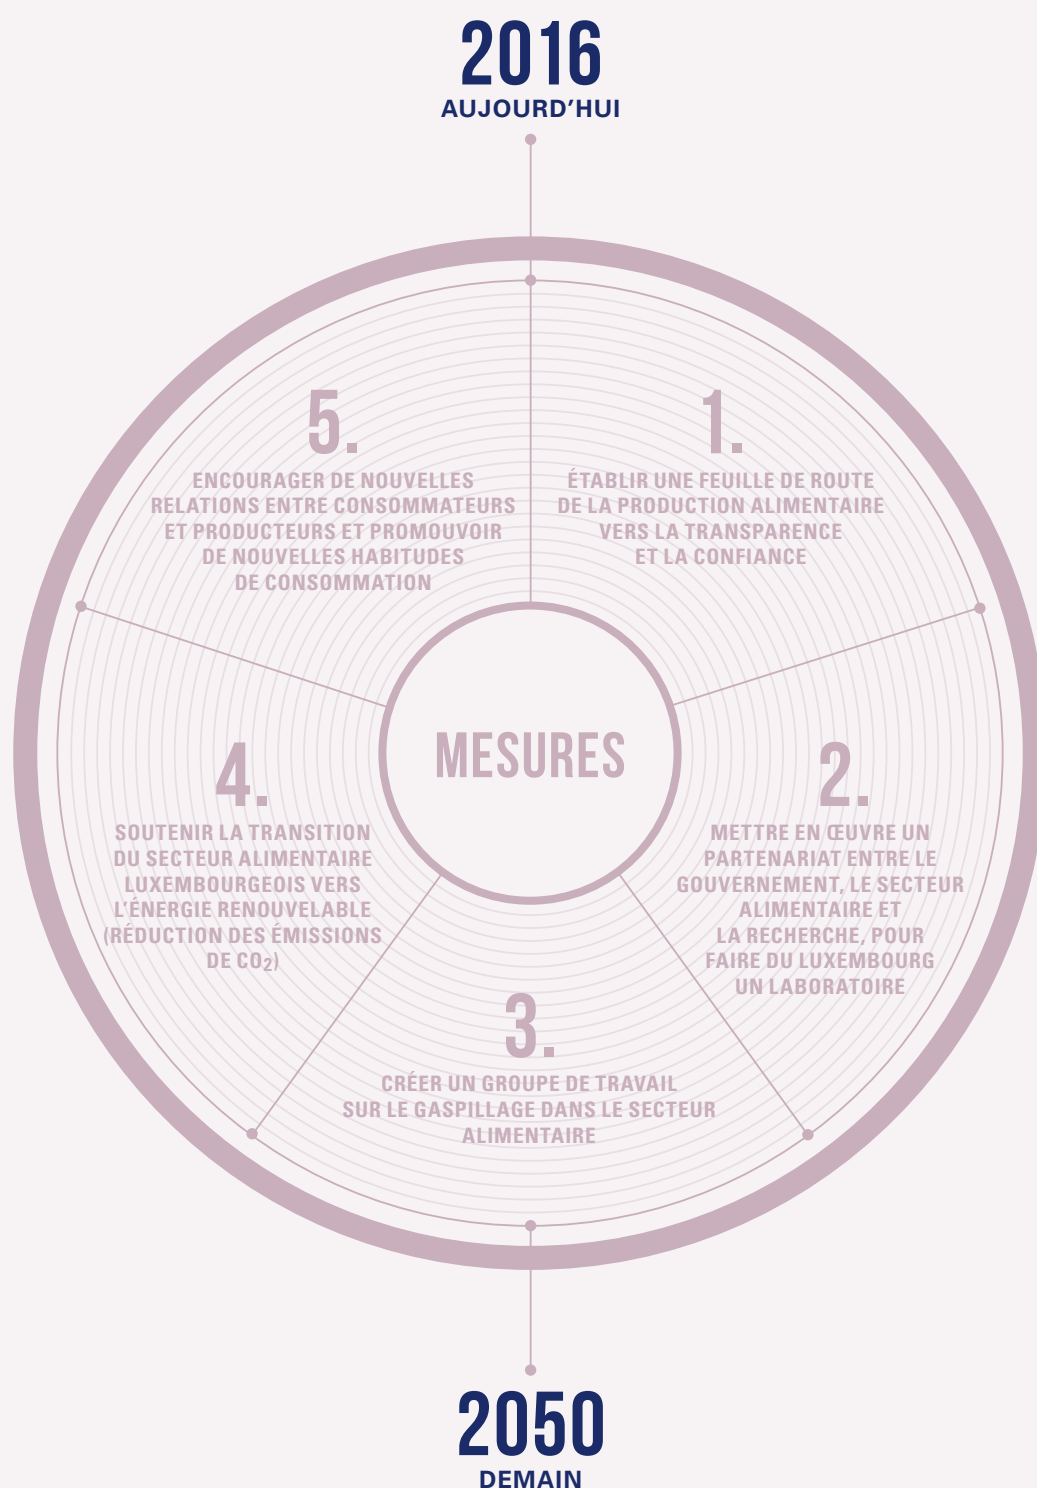 2016
AUJOURD'HUI
5.
ENCOURAGER DE NOUVELLES
RELATIONS ENTRE CONSOMMATEURS
ET PRODUCTEURS ET PROMOUVOIR
DE NOUVELLES HABITUDES
DE CONSOMMATION
1.
ÉTABLIR UNE FEUILLE DE ROUTE
DE LA PRODUCTION ALIMENTAIRE
VERS LA TRANSPARENCE
ET LA CONFIANCE
MESURES
4.
SOUTENIR LA TRANSITION
DU SECTEUR ALIMENTAIRE
LUXEMBOURGEOIS VERS
L'ÉNERGIE RENOUVELABLE
(RÉDUCTION DES ÉMISSIONS
DE CO₂)
2.
METTRE EN ŒUVRE UN
PARTENARIAT ENTRE LE
GOUVERNEMENT, LE SECTEUR
ALIMENTAIRE ET
LA RECHERCHE, POUR
FAIRE DU LUXEMBOURG
UN LABORATOIRE
3.
CRÉER UN GROUPE DE TRAVAIL
SUR LE GASPILLAGE DANS LE SECTEUR
ALIMENTAIRE
2050
DEMAIN